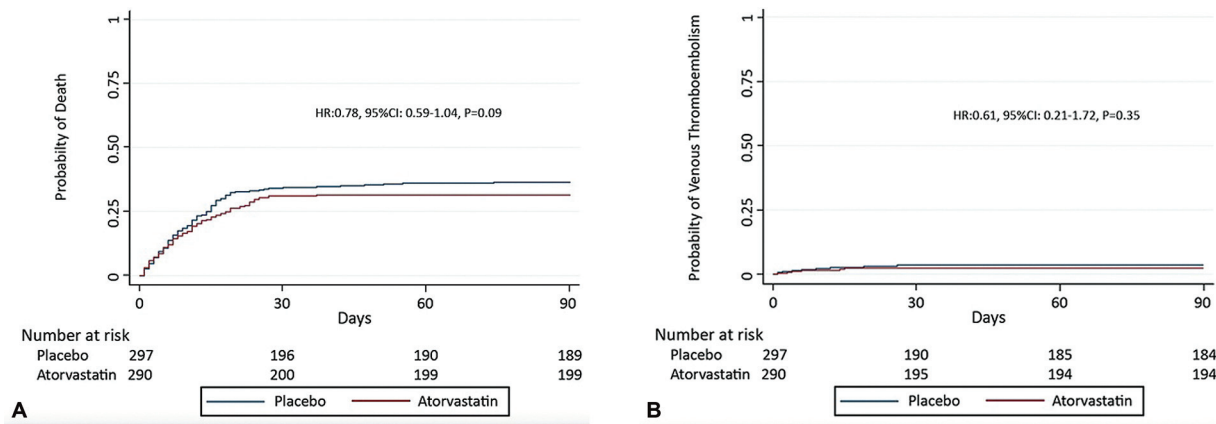 1
0.75
0.50
0.25
0
Probabilty of Death
HR:0.78, 95%CI: 0.59-1.04, P=0.09
0 30 60 90
Days
Number at risk
Placebo 297 196 190 189
Atorvastatin 290 200 199 199
Placebo Atorvastatin
A
1
0.75
0.50
0.25
0
Probabilty of Venous Thromboembolism
HR:0.61, 95%CI: 0.21-1.72, P=0.35
0 30 60 90
Days
Number at risk
Placebo 297 190 185 184
Atorvastatin 290 195 194 194
Placebo Atorvastatin
B